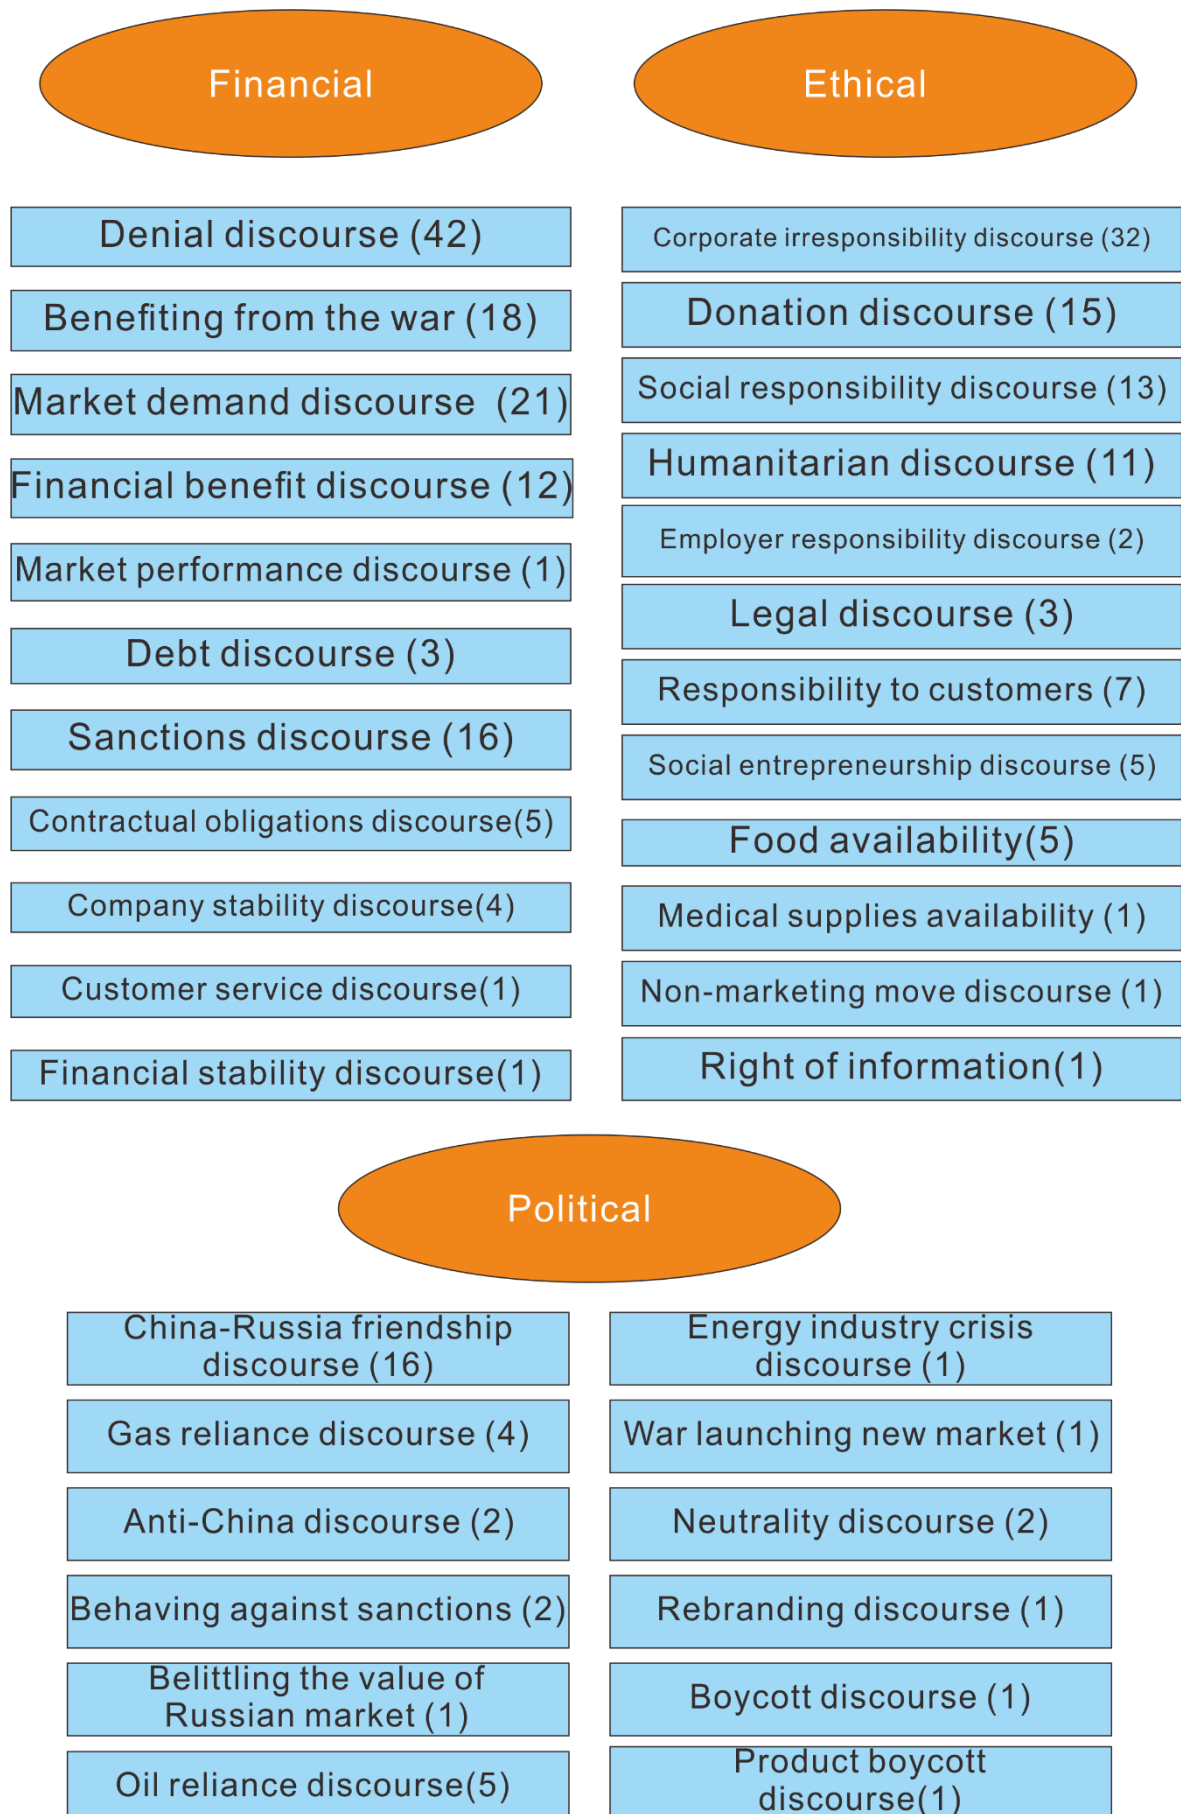 Financial
Denial discourse (42)
Benefiting from the war (18)
Market demand discourse (21)
Financial benefit discourse (12)
Market performance discourse (1)
Debt discourse (3)
Sanctions discourse (16)
Contractual obligations discourse(5)
Company stability discourse(4)
Customer service discourse(1)
Financial stability discourse(1)
Ethical
Corporate irresponsibility discourse (32)
Donation discourse (15)
Social responsibility discourse (13)
Humanitarian discourse (11)
Employer responsibility discourse (2)
Legal discourse (3)
Responsibility to customers (7)
Social entrepreneurship discourse (5)
Food availability(5)
Medical supplies availability (1)
Non-marketing move discourse (1)
Right of information(1)
Political
China-Russia friendship
discourse (16)
Gas reliance discourse (4)
Anti-China discourse (2)
Behaving against sanctions (2)
Belittling the value of
Russian market (1)
Oil reliance discourse(5)
Energy industry crisis
discourse (1)
War launching new market (1)
Neutrality discourse (2)
Rebranding discourse (1)
Boycott discourse (1)
Product boycott
discourse(1)